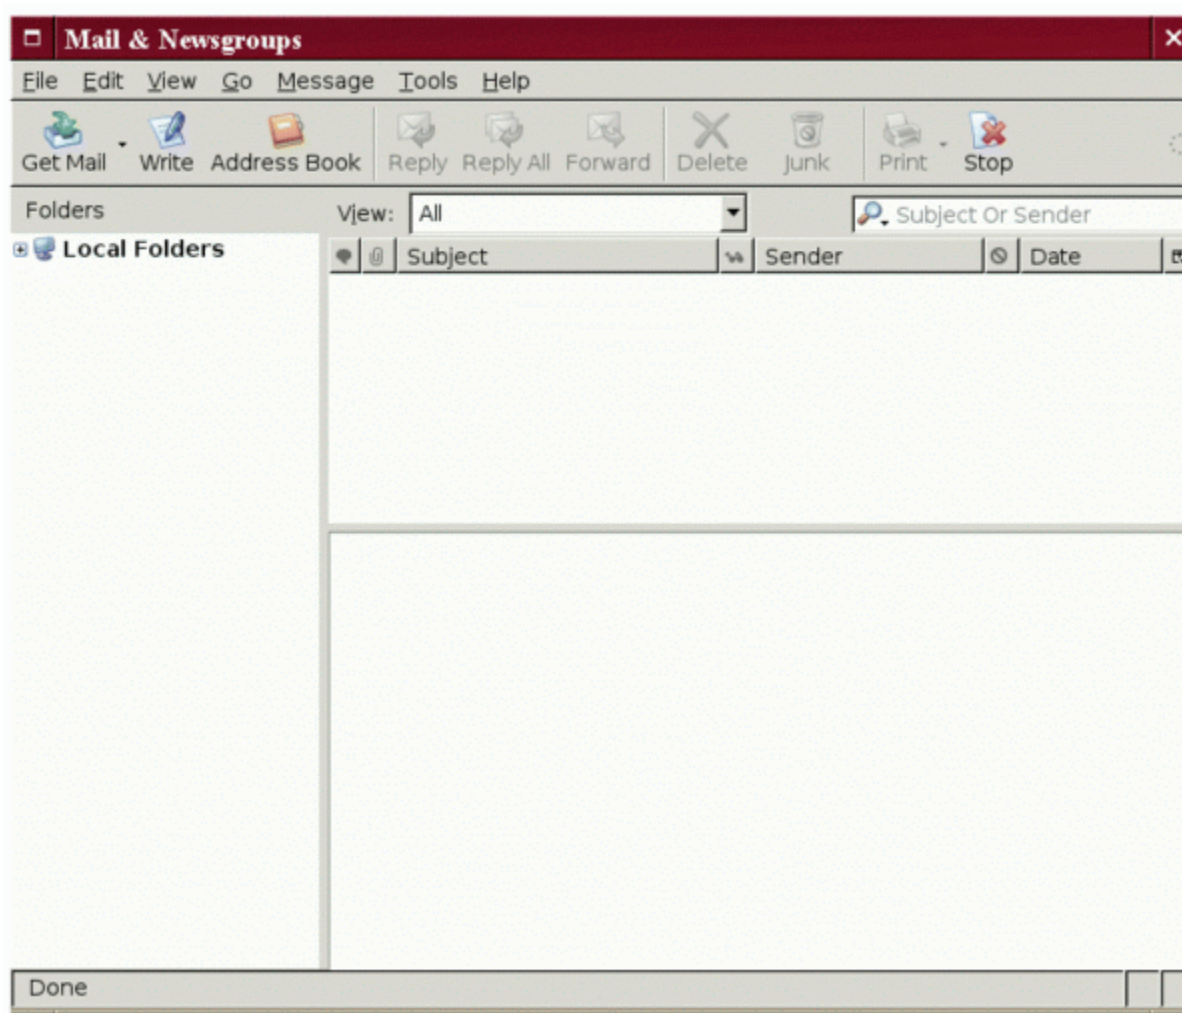 Mail & Newsgroups
File Edit View Go Message Tools Help
Get Mail Write Address Book Reply Reply All Forward Delete Junk Print Stop
Folders View: All Subject Or Sender
Local Folders Subject Sender Date
Done